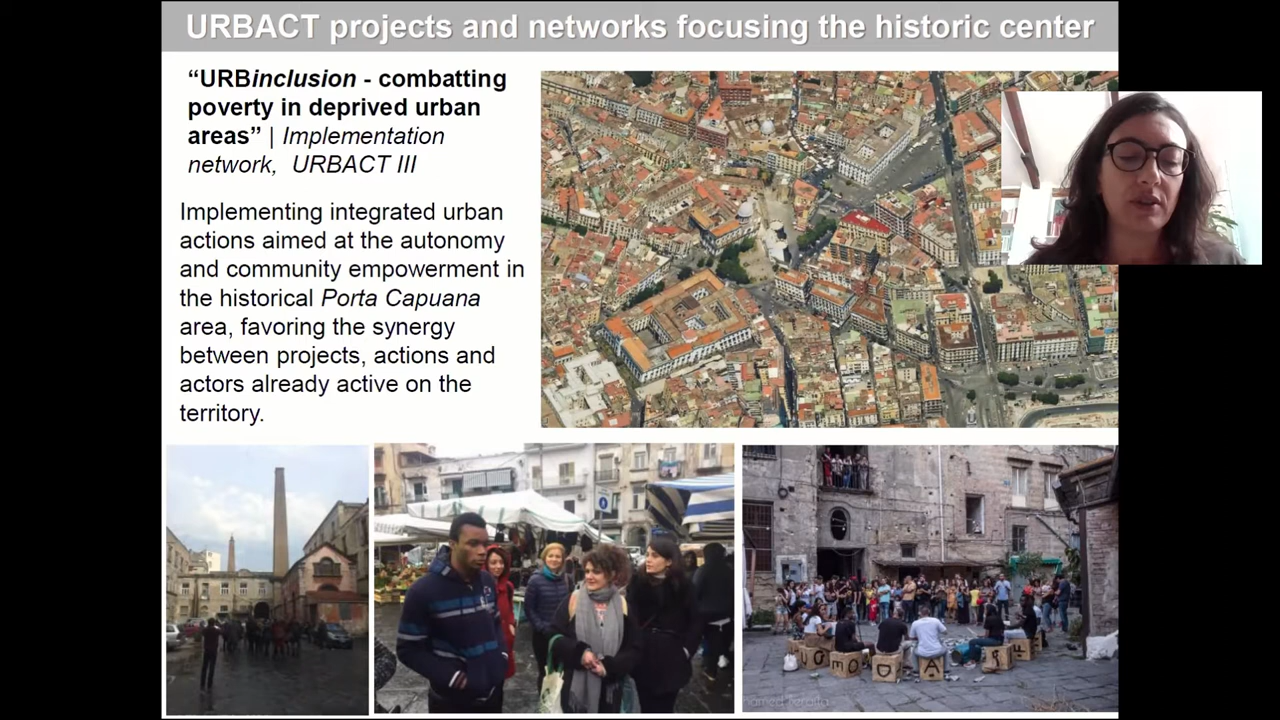 URBACT projects and networks focusing the historic center
“URBinclusion - combatting
poverty in deprived urban
areas” | Implementation
network, URBACT III
Implementing integrated urban
actions aimed at the autonomy
and community empowerment in
the historical Porta Capuana
area, favoring the synergy
between projects, actions and
actors already active on the
territory.